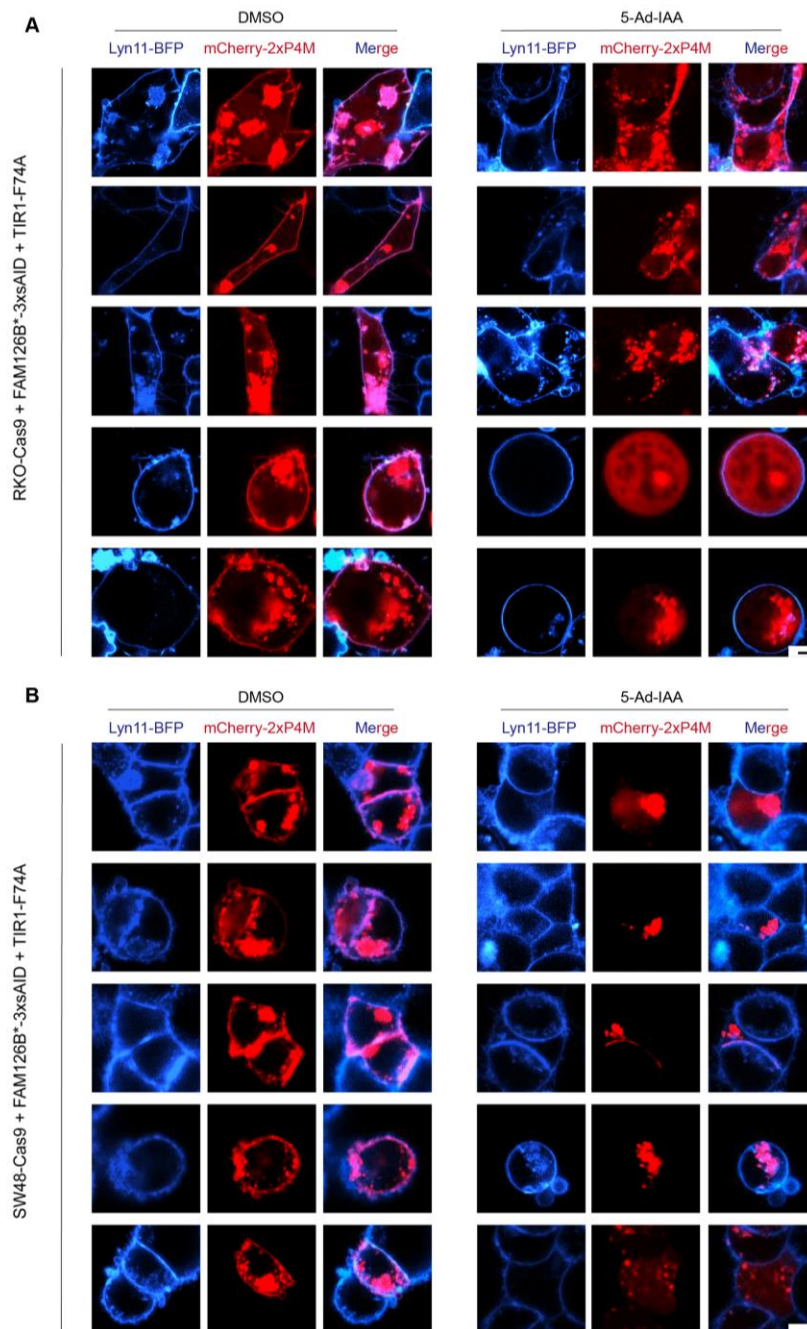 A
DMSO
5-Ad-IAA
Lyn11-BFP mCherry-2xP4M Merge
Lyn11-BFP mCherry-2xP4M Merge
RKO-Cas9 + FAM126B*-3xsAID + TIR1-F74A
B
DMSO
5-Ad-IAA
Lyn11-BFP mCherry-2xP4M Merge
Lyn11-BFP mCherry-2xP4M Merge
SW48-Cas9 + FAM126B*-3xsAID + TIR1-F74A